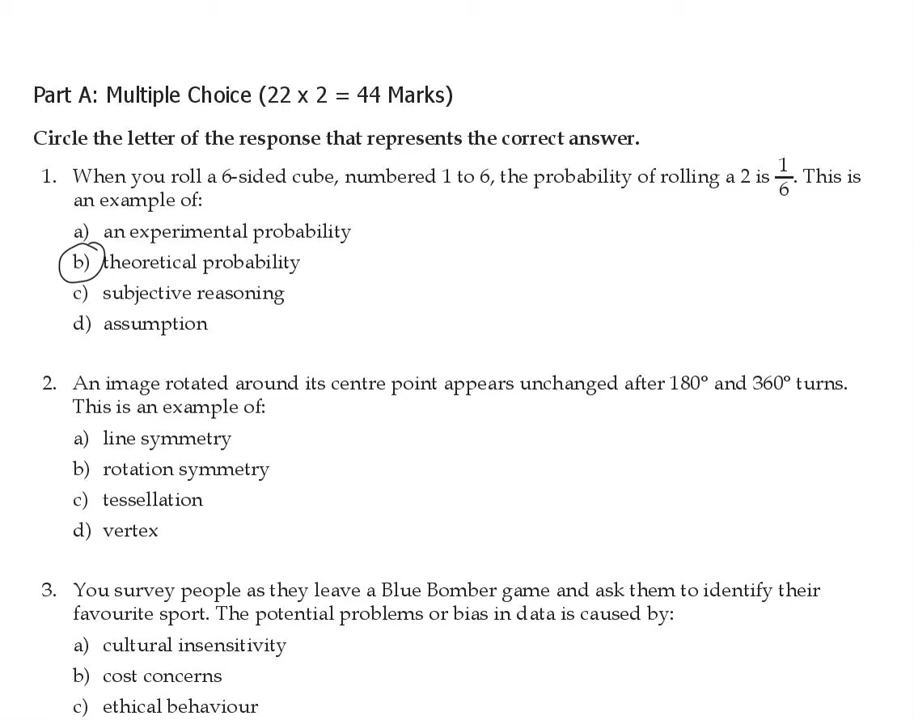 Part A: Multiple Choice (22 x 2 = 44 Marks)
Circle the letter of the response that represents the correct answer.
1. When you roll a 6-sided cube, numbered 1 to 6, the probability of rolling a 2 is 1/6. This is
an example of:
a) an experimental probability
b) theoretical probability
c) subjective reasoning
d) assumption
2. An image rotated around its centre point appears unchanged after 180° and 360° turns.
This is an example of:
a) line symmetry
b) rotation symmetry
c) tessellation
d) vertex
3. You survey people as they leave a Blue Bomber game and ask them to identify their
favourite sport. The potential problems or bias in data is caused by:
a) cultural insensitivity
b) cost concerns
c) ethical behaviour